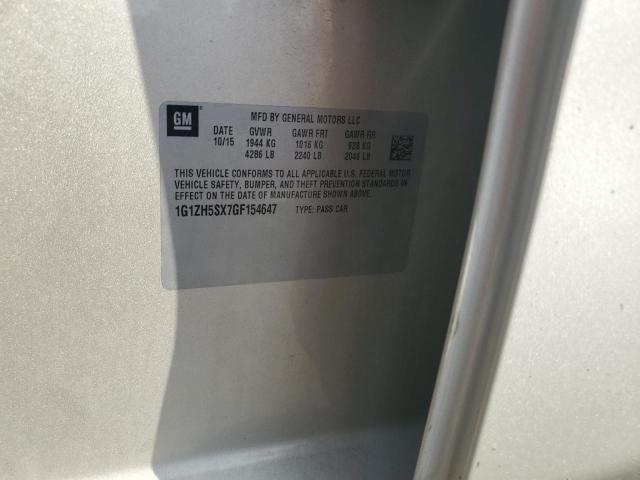 GM
MFD BY GENERAL MOTORS LLC
DATE GVWR GAWR FRT GAWR RR
10/15 1944 KG 1016 KG 928 KG
4286 LB 2240 LB 2046 LB
THIS VEHICLE CONFORMS TO ALL APPLICABLE U.S. FEDERAL MOTOR
VEHICLE SAFETY, BUMPER, AND THEFT PREVENTION STANDARDS IN
EFFECT ON THE DATE OF MANUFACTURE SHOWN ABOVE.
1G1ZH5SX7GF154647 TYPE: PASS CAR